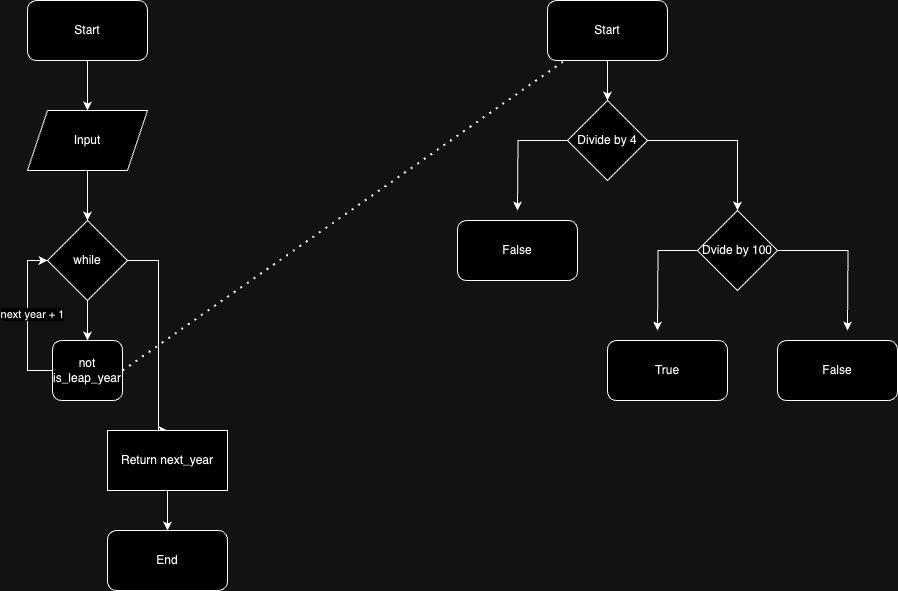 Start
Input
while
next year + 1
not
is_leap_year
Return next_year
End
Start
Divide by 4
False
Dvide by 100
True
False